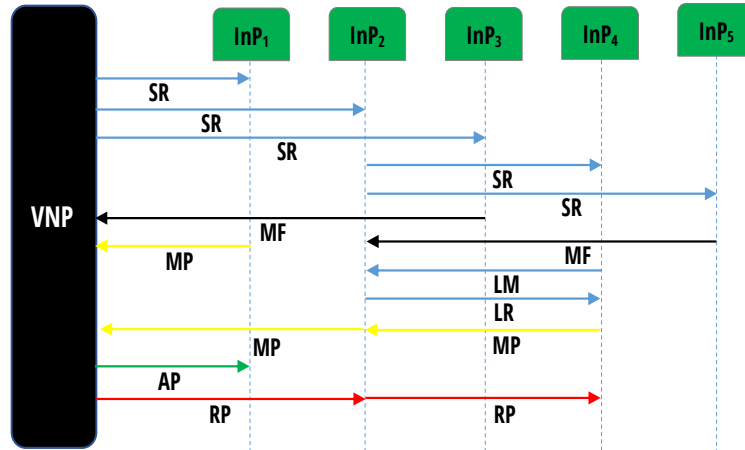 InP₁ InP₂ InP₃ InP₄ InP₅
SR
SR
SR
SR
SR
VNP
MF
MP
MF
LM
LR
MP
MP
AP
RP
RP